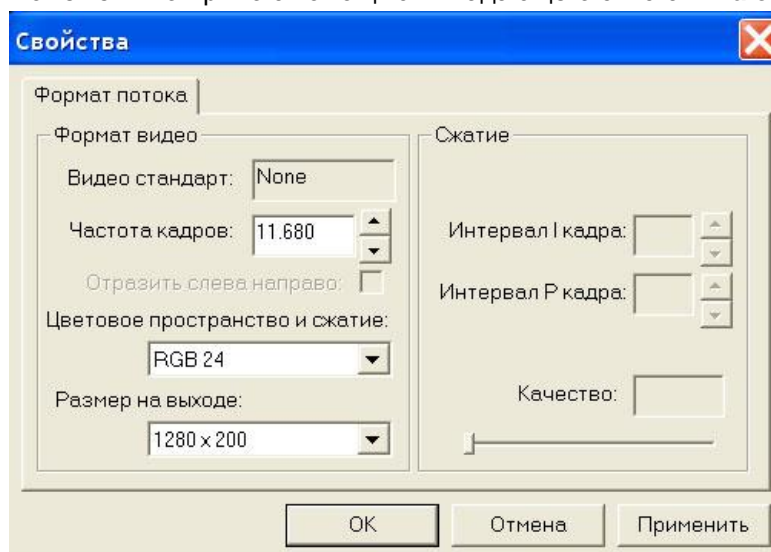 Свойства
Формат потока
Формат видео
Видео стандарт: None
Частота кадров: 11.680
Отразить слева направо:
Цветовое пространство и сжатие:
RGB 24
Размер на выходе:
1280 x 200
Сжатие
Интервал I кадра:
Интервал P кадра:
Качество:
OK
Отмена
Применить